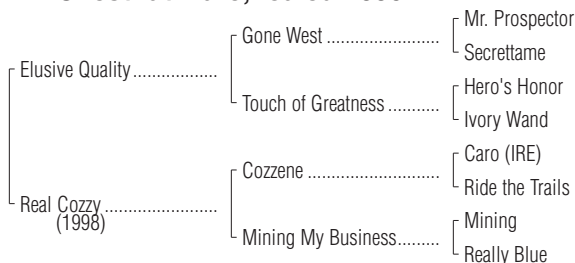 Mr. Prospector
Gone West ..........................
Secrettame
Elusive Quality ...................
Hero's Honor
Touch of Greatness ...........
Ivory Wand
Caro (IRE)
Cozzene .............................
Ride the Trails
Real Cozzy .........................
(1998)
Mining
Mining My Business .........
Really Blue